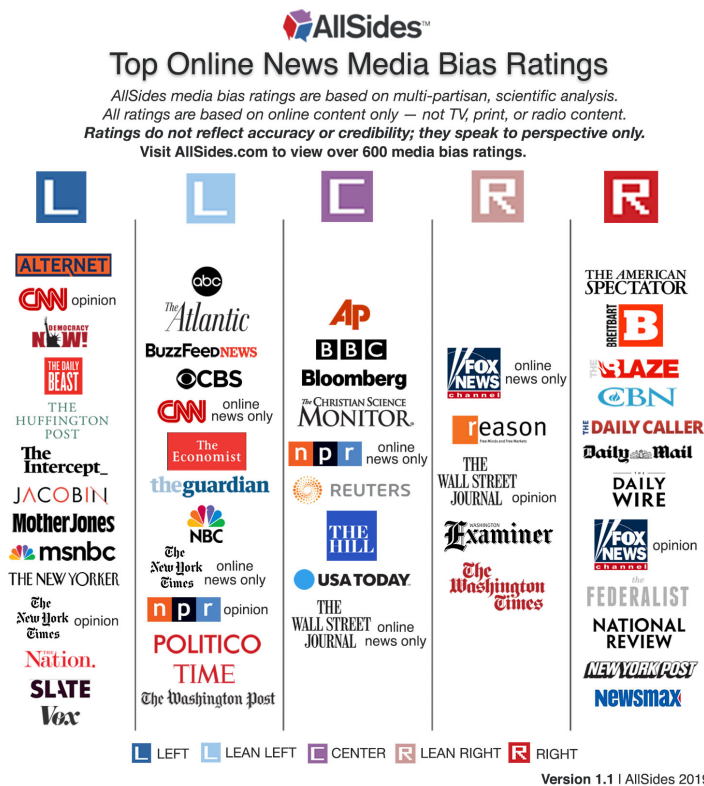 AllSides™
Top Online News Media Bias Ratings
AllSides media bias ratings are based on multi-partisan, scientific analysis.
All ratings are based on online content only — not TV, print, or radio content.
Ratings do not reflect accuracy or credibility; they speak to perspective only.
Visit AllSides.com to view over 600 media bias ratings.
L
ALTERNET
CNN opinion
DEMOCRACY
NOW!
THE DAILY
BEAST
THE
HUFFINGTON
POST
The
Intercept_
JACOBIN
Mother Jones
msnbc
THE NEW YORKER
The
New York
Times opinion
THE
Nation.
SLATE
Vox
L
abc
The
Atlantic
BUZZFEED NEWS
CBS
CNN online
news only
The
Economist
theguardian
NBC
The
New York
Times online
news only
npr opinion
POLITICO
TIME
The Washington Post
C
AP
BBC
Bloomberg
The CHRISTIAN SCIENCE
MONITOR®
npr online
news only
REUTERS
THE
HILL
USA TODAY
THE
WALL STREET
JOURNAL online
news only
R
FOX
NEWS
channel
online
news only
reason
Free Minds and Free Markets
THE
WALL STREET
JOURNAL opinion
WASHINGTON
Examiner
The
Washington
Times
R
THE AMERICAN
SPECTATOR
BREITBART
B
THE
BLAZE
CBN
THE DAILY CALLER
Daily Mail
THE
DAILY
WIRE
FOX
NEWS
channel
opinion
the
FEDERALIST
NATIONAL
REVIEW
NEW YORK POST
Newsmax
L LEFT L LEAN LEFT C CENTER R LEAN RIGHT R RIGHT
Version 1.1 | AllSides 2019